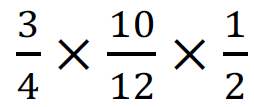 3/4 × 10/12 × 1/2